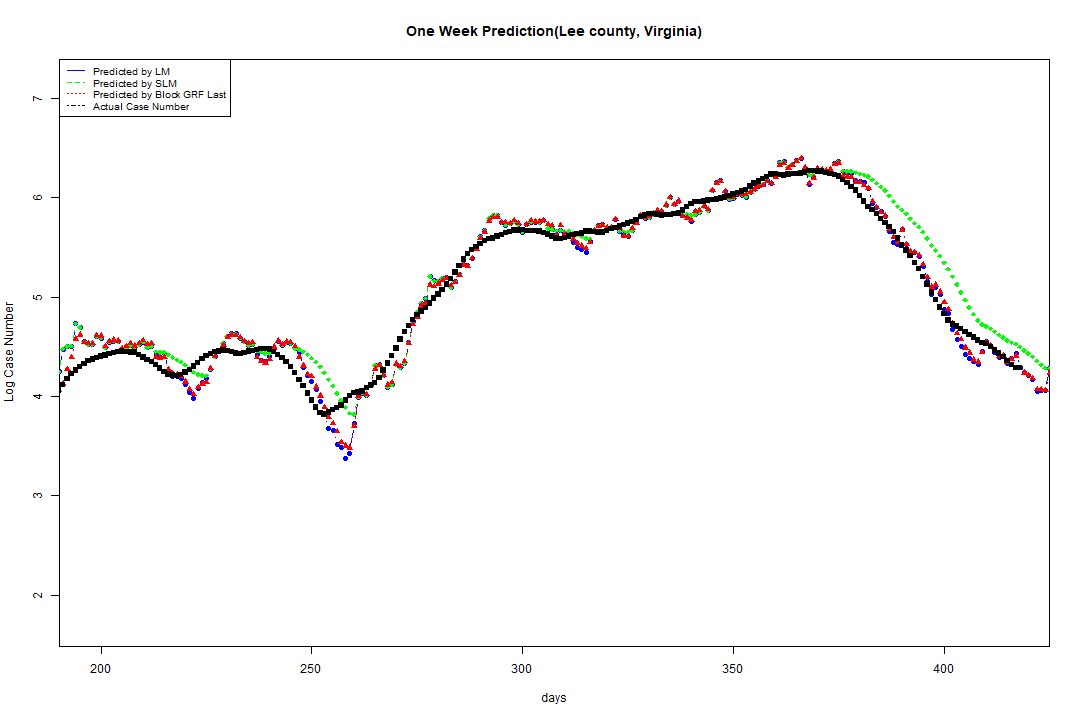 One Week Prediction(Lee county, Virginia)
Predicted by LM
Predicted by SLM
Predicted by Block GRF Last
Actual Case Number
7
6
5
4
3
2
Log Case Number
200 250 300 350 400
days